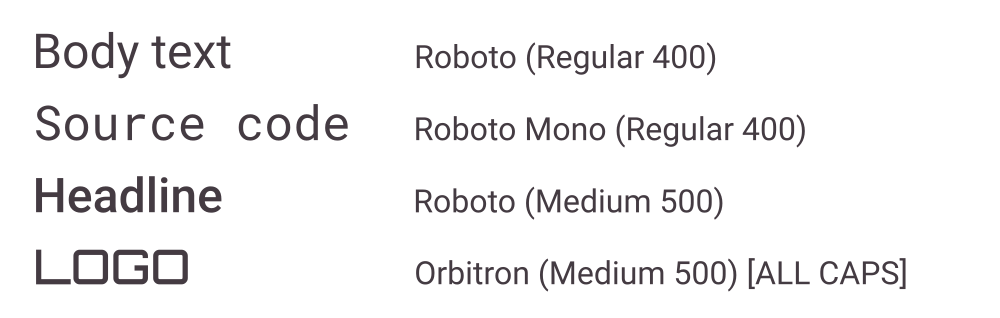 Body text Roboto (Regular 400)
Source code Roboto Mono (Regular 400)
Headline Roboto (Medium 500)
LOGO Orbitron (Medium 500) [ALL CAPS]